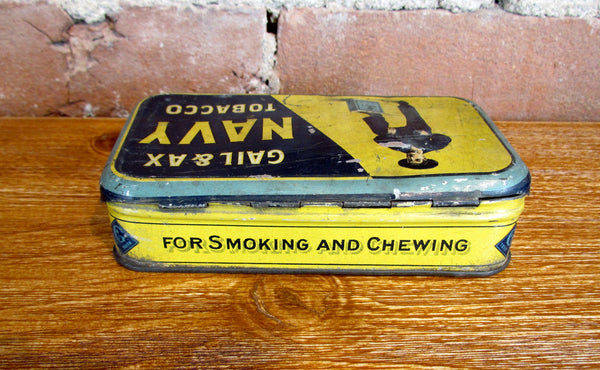 GAIL & AX
NAVY
TOBACCO
FOR SMOKING AND CHEWING